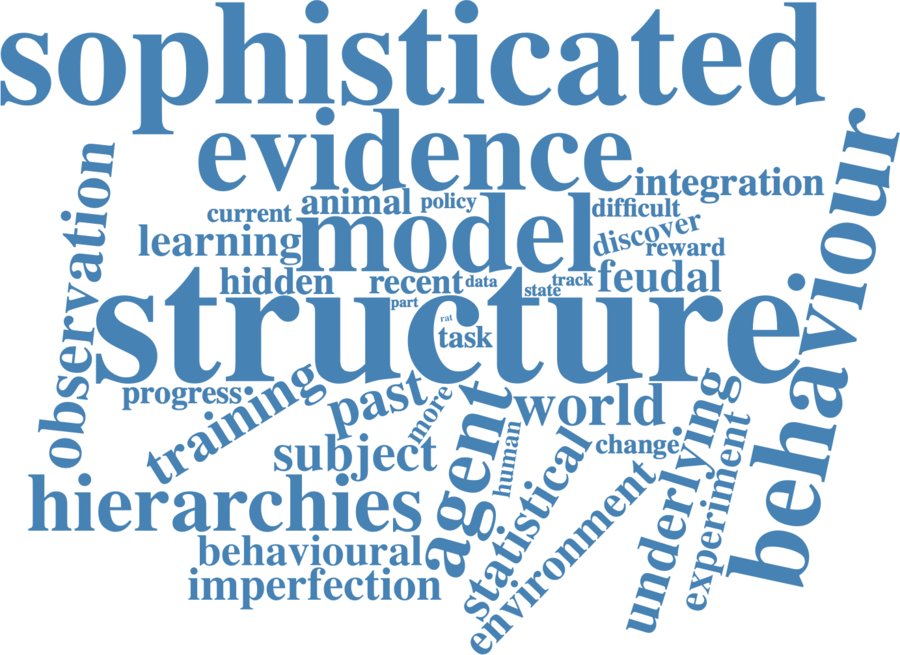 sophisticated
evidence
integration
animal
policy
current
difficult
behaviour
observation
learning
model
discover
reward
hidden
recent
data
state
track
feudal
part
structure
rat
task
progress
training
past
more
world
agent
human
subject
change
underlying
experiment
hierarchies
statistical
environment
behavioural
imperfection